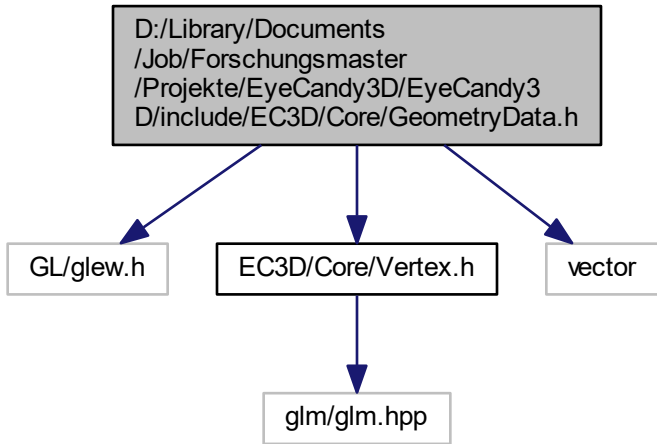 D:/Library/Documents
/Job/Forschungsmaster
/Projekte/EyeCandy3D/EyeCandy3
D/include/EC3D/Core/GeometryData.h
GL/glew.h
EC3D/Core/Vertex.h
vector
glm/glm.hpp